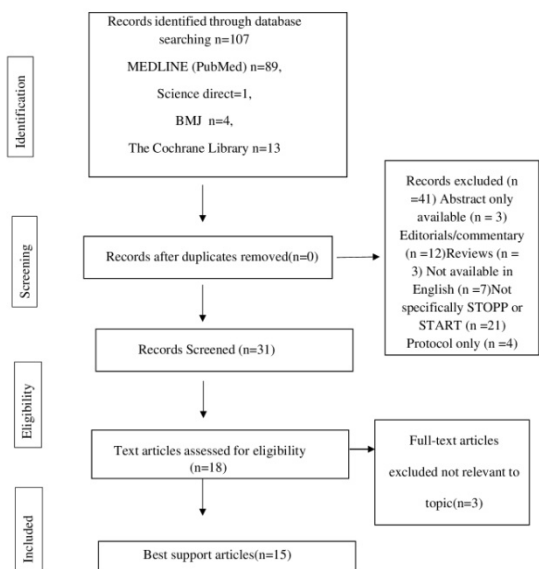 Records identified through database
searching n=107
MEDLINE (PubMed) n=89,
Science direct=1,
BMJ n=4,
The Cochrane Library n=13
Identification
Records excluded (n
=41) Abstract only
available (n = 3)
Editorials/commentary
(n =12)Reviews (n =
3) Not available in
English (n =7)Not
specifically STOPP or
START (n =21)
Protocol only (n =4)
Records after duplicates removed(n=0)
Screening
Records Screened (n=31)
Eligibility
Text articles assessed for eligibility
(n=18)
Full-text articles
excluded not relevant to
topic(n=3)
Included
Best support articles(n=15)